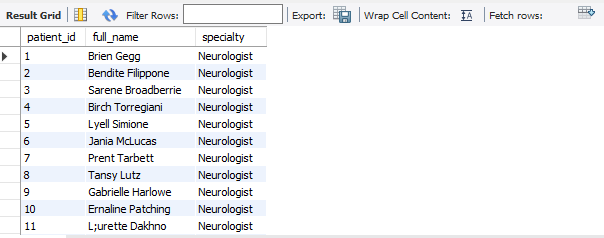 Result Grid Filter Rows: Export: Wrap Cell Content: Fetch rows:
patient_id full_name specialty
1 Brien Gegg Neurologist
2 Bendite Filippone Neurologist
3 Sarene Broadberrie Neurologist
4 Birch Torregiani Neurologist
5 Lyell Simione Neurologist
6 Jania McLucas Neurologist
7 Prent Tarbett Neurologist
8 Tansy Lutz Neurologist
9 Gabrielle Harlowe Neurologist
10 Ernaline Patching Neurologist
11 L;urette Dakhno Neurologist